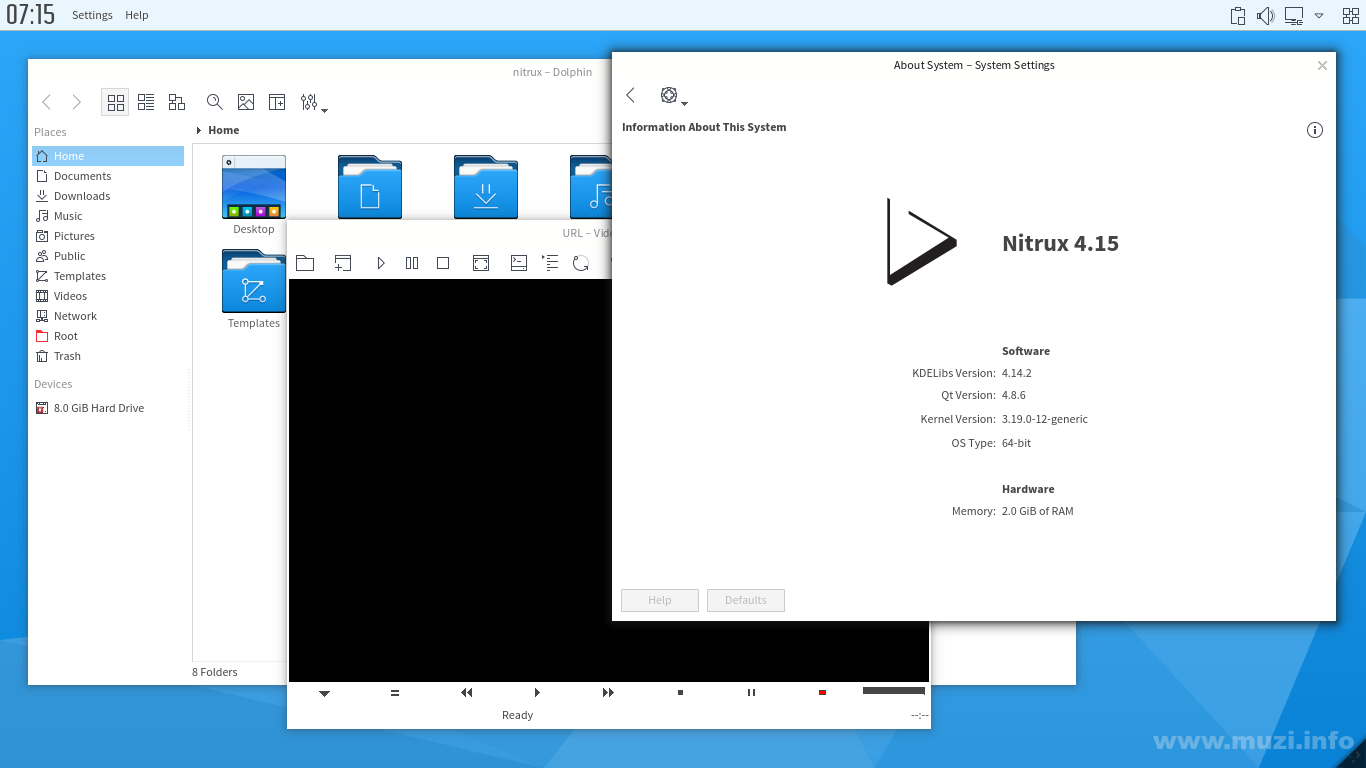 07:15 Settings Help
nitrux – Dolphin
Places
Home
Documents
Downloads
Music
Pictures
Public
Templates
Videos
Network
Root
Trash
Devices
8.0 GiB Hard Drive
Home
Desktop
Templates
8 Folders
URL –
Ready
--:--
About System – System Settings
Information About This System
Nitrux 4.15
Software
KDELibs Version: 4.14.2
Qt Version: 4.8.6
Kernel Version: 3.19.0-12-generic
OS Type: 64-bit
Hardware
Memory: 2.0 GiB of RAM
Help Defaults
www.muzi.info